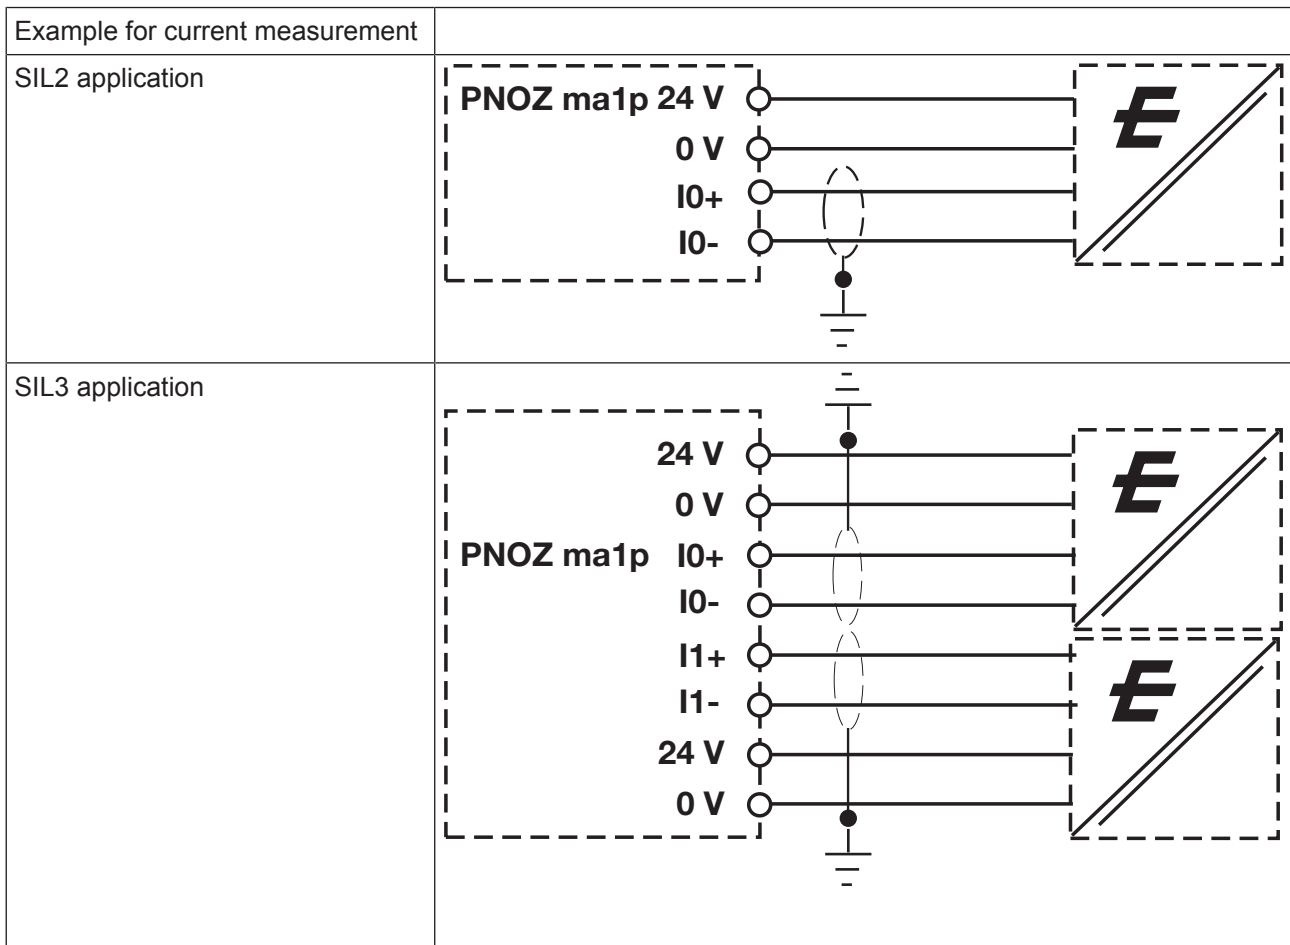 Example for current measurement
SIL2 application
PNOZ ma1p 24 V
0 V
I0+
I0-
SIL3 application
24 V
0 V
PNOZ ma1p I0+
I0-
I1+
I1-
24 V
0 V